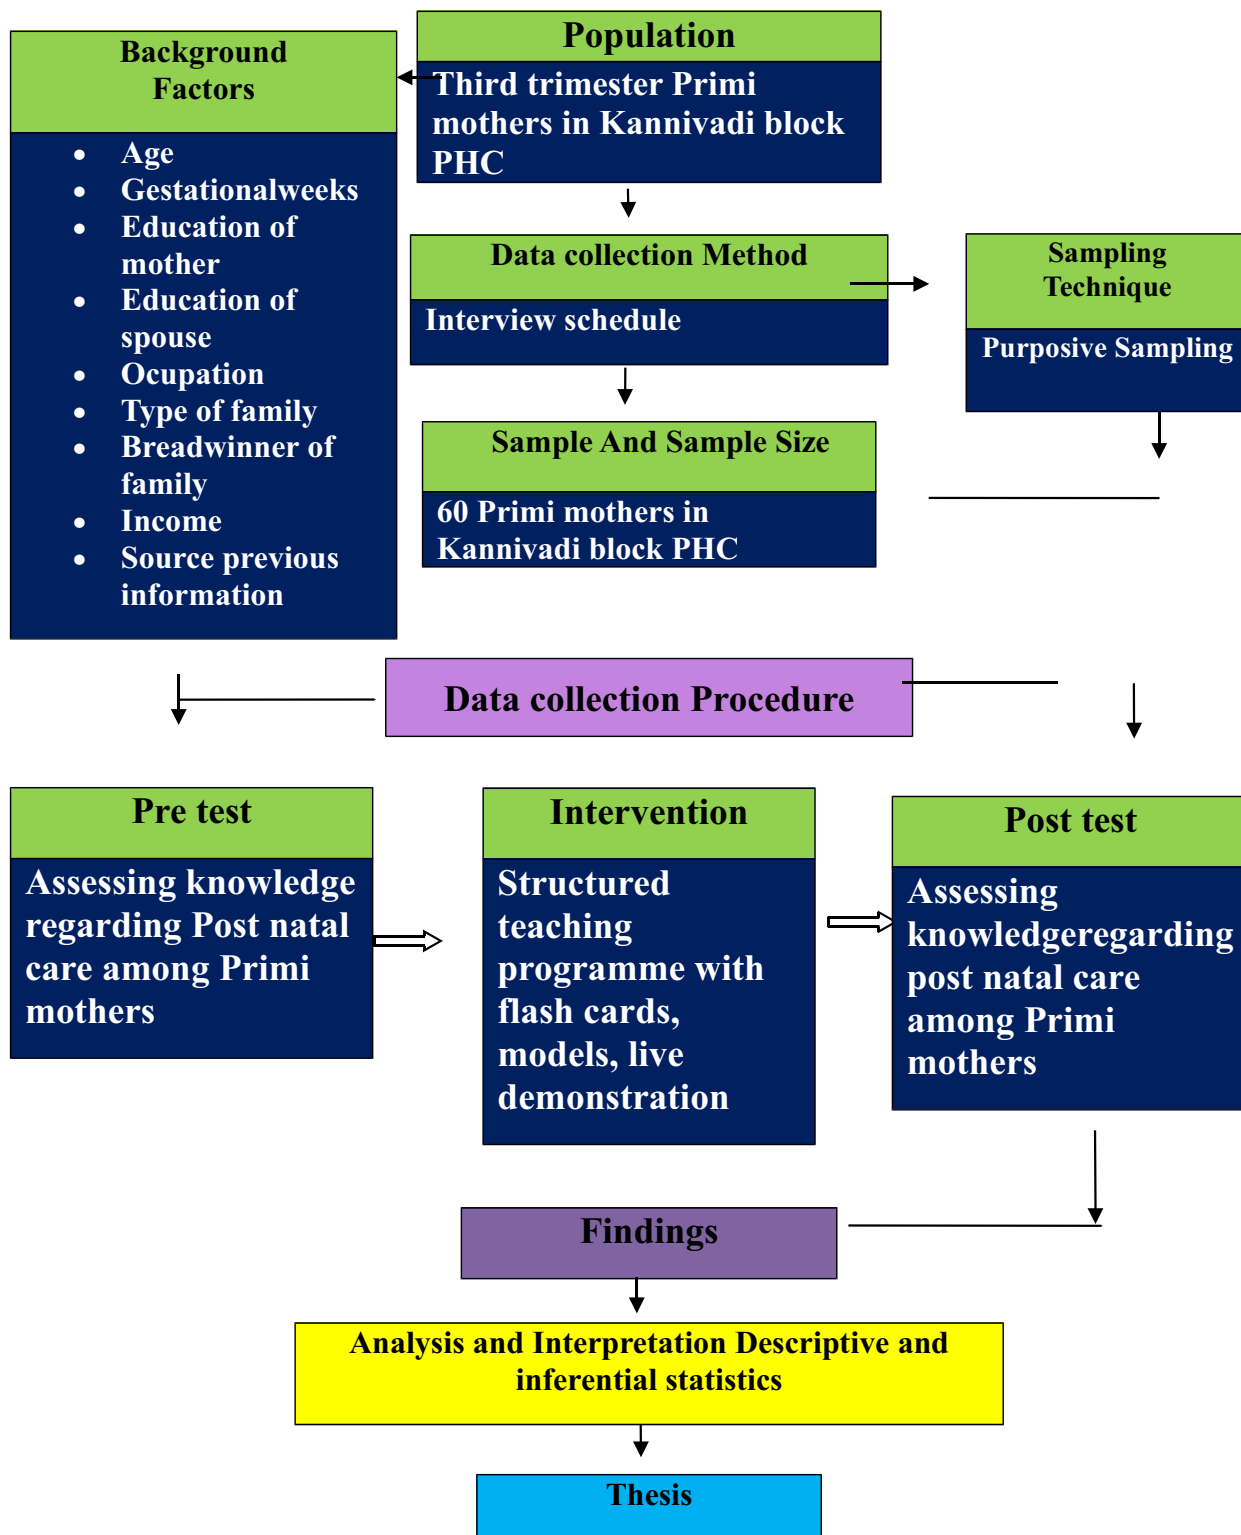 Population
Third trimester Primi
mothers in Kannivadi block
PHC
Background
Factors
• Age
• Gestationalweeks
• Education of
mother
• Education of
spouse
• Ocupation
• Type of family
• Breadwinner of
family
• Income
• Source previous
information
Data collection Method
Interview schedule
Sampling
Technique
Purposive Sampling
Sample And Sample Size
60 Primi mothers in
Kannivadi block PHC
Data collection Procedure
Pre test
Assessing knowledge
regarding Post natal
care among Primi
mothers
Intervention
Structured
teaching
programme with
flash cards,
models, live
demonstration
Post test
Assessing
knowledgeregarding
post natal care
among Primi
mothers
Findings
Analysis and Interpretation Descriptive and
inferential statistics
Thesis